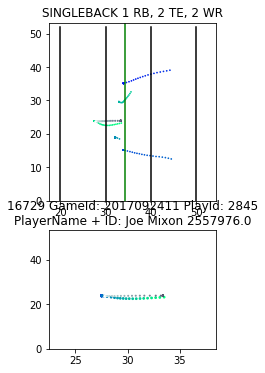 SINGLEBACK 1 RB, 2 TE, 2 WR
50
40
30
20
10
0
20 30 40 50
16729 GameId: 2017092411 PlayId: 2845
PlayerName + ID: Joe Mixon 2557976.0
40
20
0
25 30 35